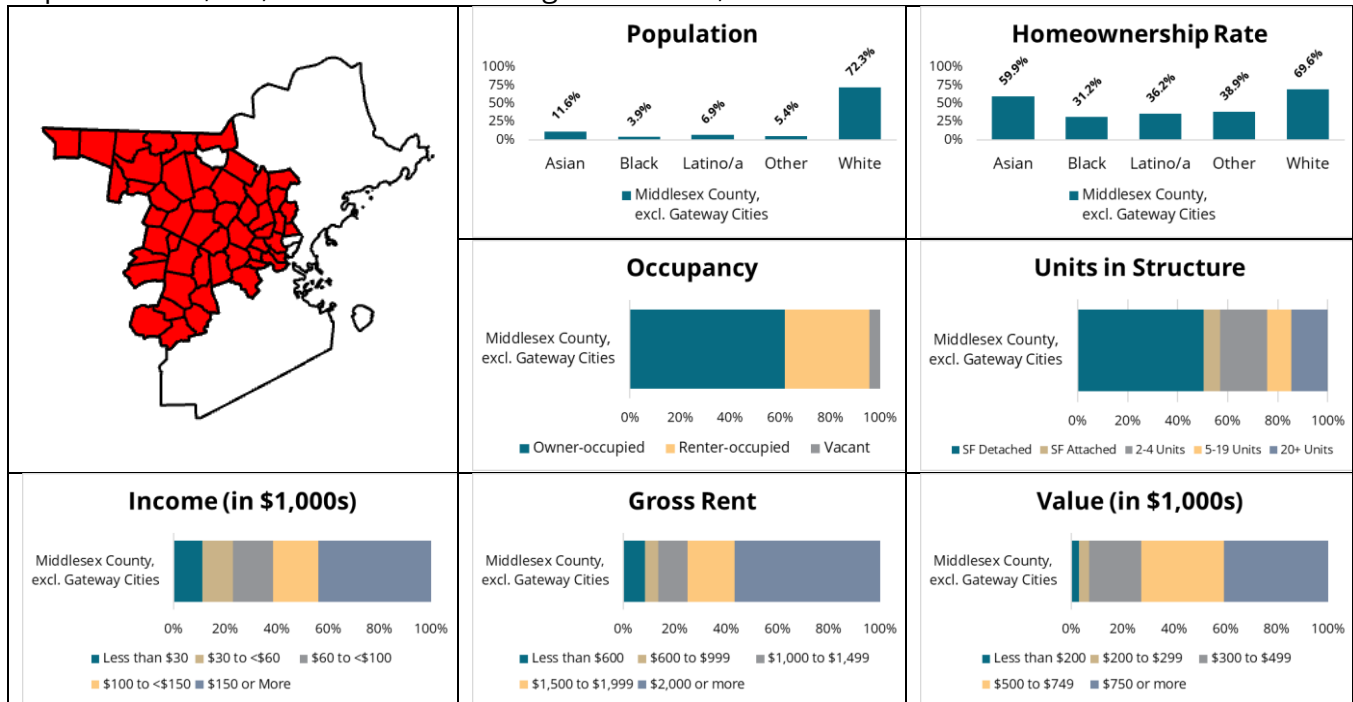 Population
100%
75%
50%
25%
0%
11.6%
3.9%
6.9%
5.4%
72.3%
Asian Black Latino/a Other White
Middlesex County,
excl. Gateway Cities
Homeownership Rate
100%
75%
50%
25%
0%
59.9%
31.2%
36.2%
38.9%
69.6%
Asian Black Latino/a Other White
Middlesex County,
excl. Gateway Cities
Occupancy
Middlesex County,
excl. Gateway Cities
0% 20% 40% 60% 80% 100%
Owner-occupied Renter-occupied Vacant
Units in Structure
Middlesex County,
excl. Gateway Cities
0% 20% 40% 60% 80% 100%
SF Detached SF Attached 2-4 Units 5-19 Units 20+ Units
Income (in $1,000s)
Middlesex County,
excl. Gateway Cities
0% 20% 40% 60% 80% 100%
Less than $30 $30 to <$60 $60 to <$100
$100 to <$150 $150 or More
Gross Rent
Middlesex County,
excl. Gateway Cities
0% 20% 40% 60% 80% 100%
Less than $600 $600 to $999 $1,000 to $1,499
$1,500 to $1,999 $2,000 or more
Value (in $1,000s)
Middlesex County,
excl. Gateway Cities
0% 20% 40% 60% 80% 100%
Less than $200 $200 to $299 $300 to $499
$500 to $749 $750 or more